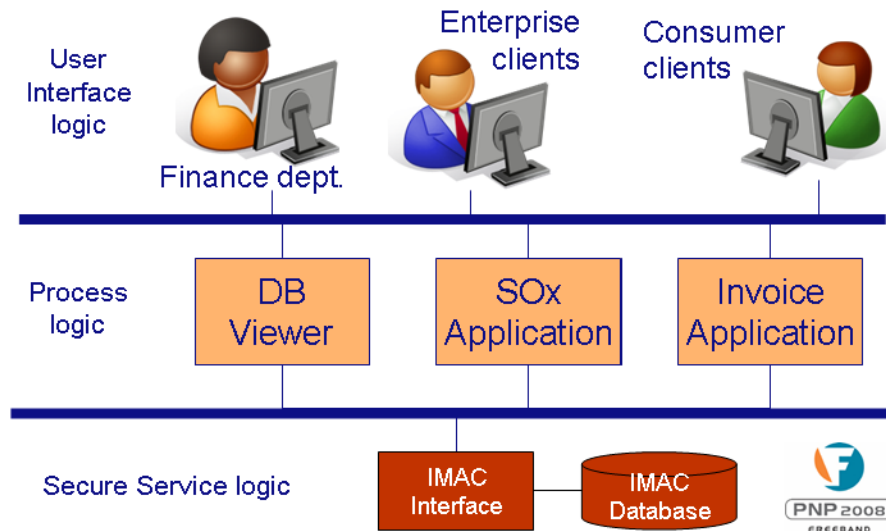 User
Interface
logic
Finance dept.
Enterprise
clients
Consumer
clients
Process
logic
DB
Viewer
SOx
Application
Invoice
Application
Secure Service logic
IMAC
Interface
IMAC
Database
F
PNP 2008
FREEBAND